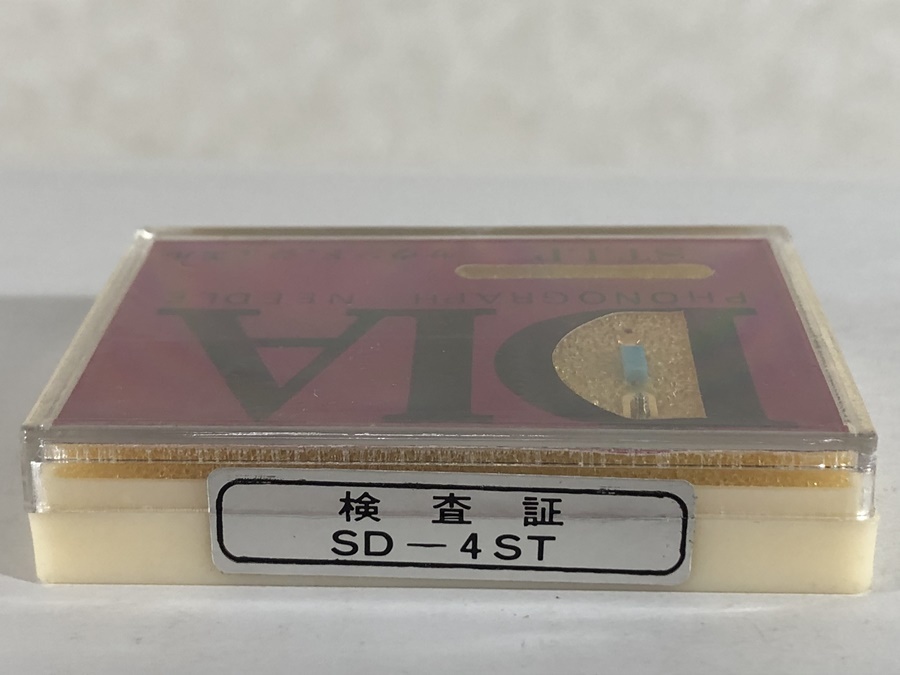 DIA
PHONOGRAPH NEEDLE
検査証
SD-4ST